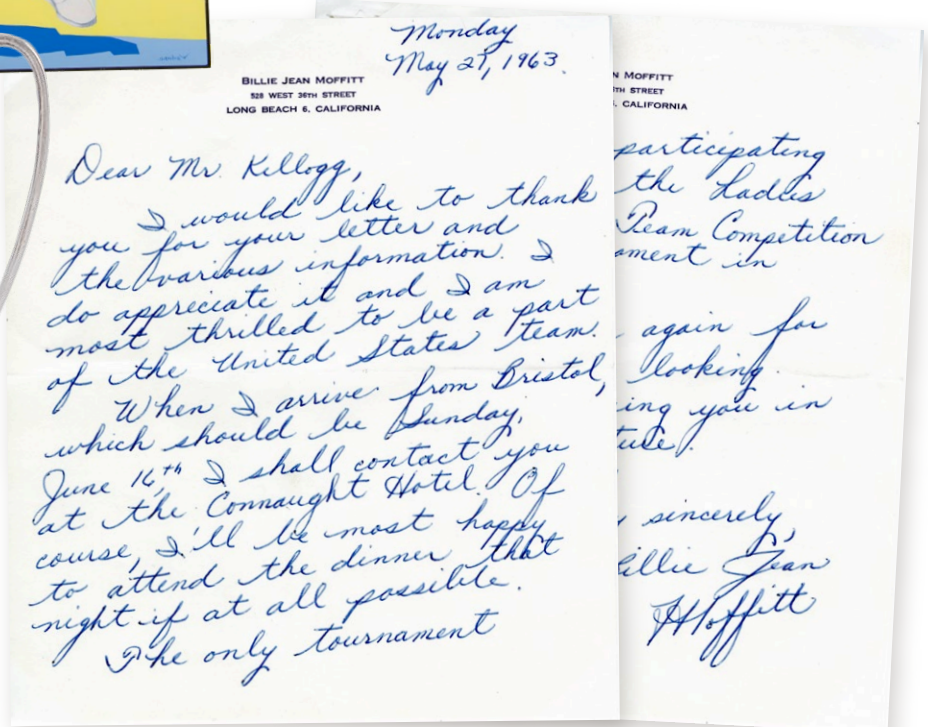 Monday
May 27, 1963.
BILLIE JEAN MOFFITT
528 WEST 36TH STREET
LONG BEACH 6, CALIFORNIA
Dear Mr. Killogg,
I would like to thank
you for your letter and
the various information. I
do appreciate it and I am
most thrilled to be a part
of the United States' team.
When I arrive from Bristol,
which should be Sunday,
June 16th, I shall contact you
at the Connaught Hotel. Of
course, I'll be most happy
to attend the dinner that
night if at all possible.
The only tournament
N MOFFITT
TH STREET
, CALIFORNIA
participating
the Ladies
Team Competition
ament in
again for
looking
ing you in
ture.
y sincerely,
Billie Jean
Moffitt